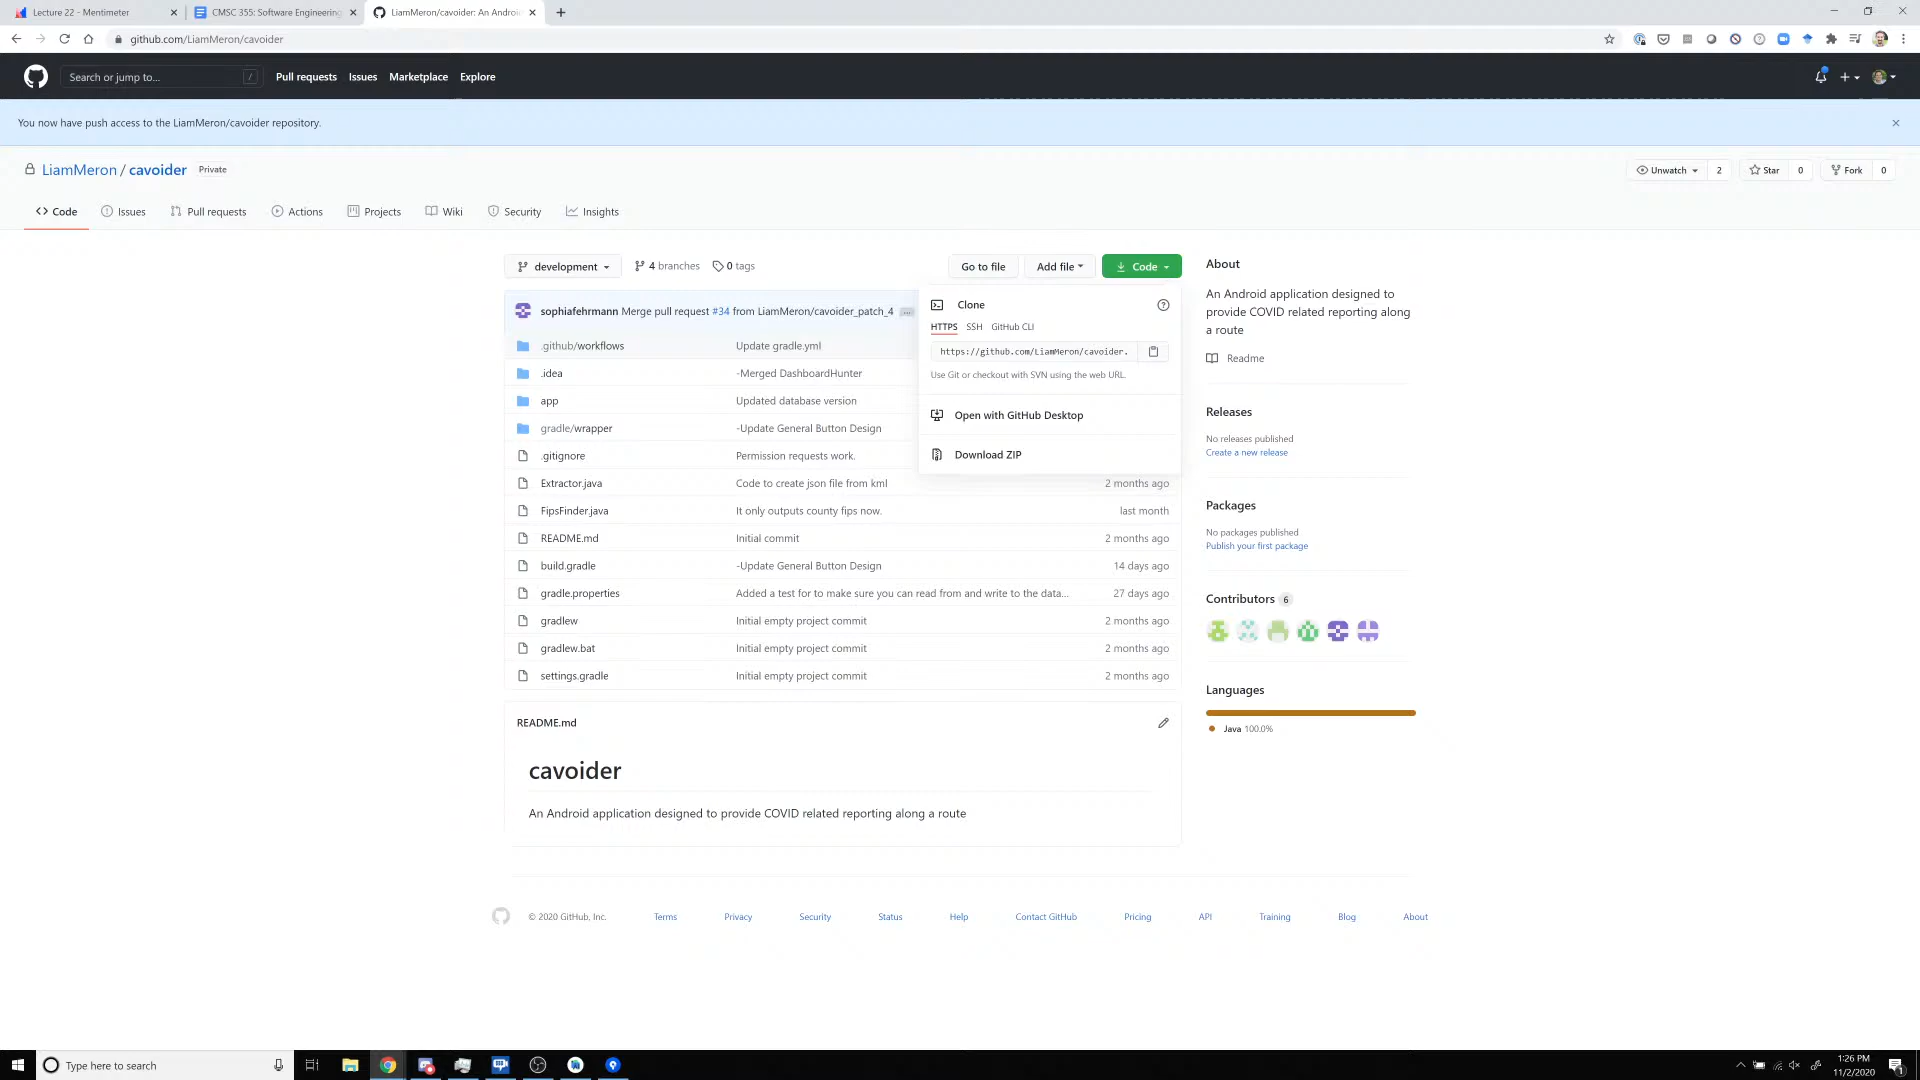 Lecture 22 - Mentimeter
CMSC 355: Software Engineering
LiamMeron/cavoider: An Androi
github.com/LiamMeron/cavoider
Search or jump to... /
Pull requests Issues Marketplace Explore
You now have push access to the LiamMeron/cavoider repository.
LiamMeron / cavoider Private
Unwatch 2 Star 0 Fork 0
Code Issues Pull requests Actions Projects Wiki Security Insights
development 4 branches 0 tags Go to file Add file Code
sophiafehrmann Merge pull request #34 from LiamMeron/cavoider_patch_4 ...
.github/workflows Update gradle.yml
.idea -Merged DashboardHunter
app Updated database version
gradle/wrapper -Update General Button Design
.gitignore Permission requests work.
Extractor.java Code to create json file from kml 2 months ago
FipsFinder.java It only outputs county fips now. last month
README.md Initial commit 2 months ago
build.gradle -Update General Button Design 14 days ago
gradle.properties Added a test for to make sure you can read from and write to the data... 27 days ago
gradlew Initial empty project commit 2 months ago
gradlew.bat Initial empty project commit 2 months ago
settings.gradle Initial empty project commit 2 months ago
Clone
HTTPS SSH GitHub CLI
https://github.com/LiamMeron/cavoider.
Use Git or checkout with SVN using the web URL.
Open with GitHub Desktop
Download ZIP
README.md
cavoider
An Android application designed to provide COVID related reporting along a route
About
An Android application designed to
provide COVID related reporting along
a route
Readme
Releases
No releases published
Create a new release
Packages
No packages published
Publish your first package
Contributors 6
Languages
Java 100.0%
© 2020 GitHub, Inc. Terms Privacy Security Status Help Contact GitHub Pricing API Training Blog About
Type here to search
1:26 PM
11/2/2020
1